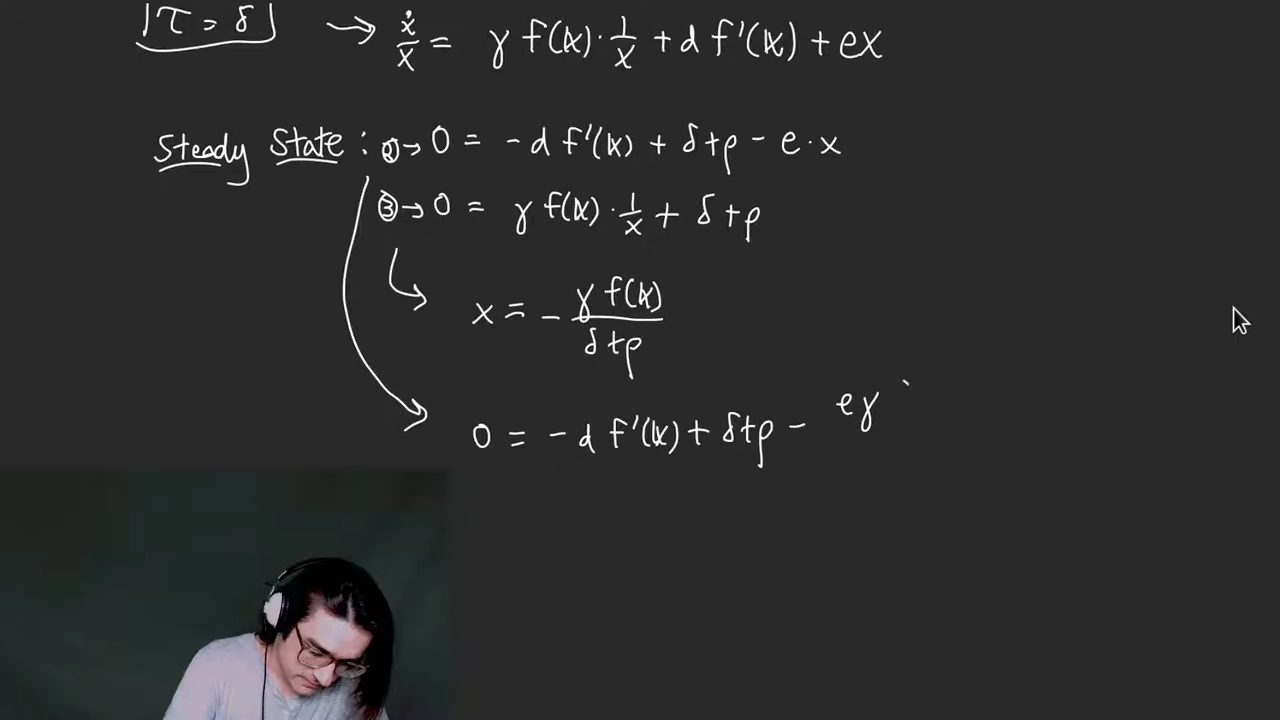 |τ = δ| → ẋ/x = γ f(k) · 1/x + d f'(k) + ex
Steady State : ② → 0 = - d f'(k) + δ + ρ - e · x
③ → 0 = γ f(k) · 1/x + δ + ρ
x = - γ f(k) / δ + ρ
0 = - d f'(k) + δ + ρ - eγ